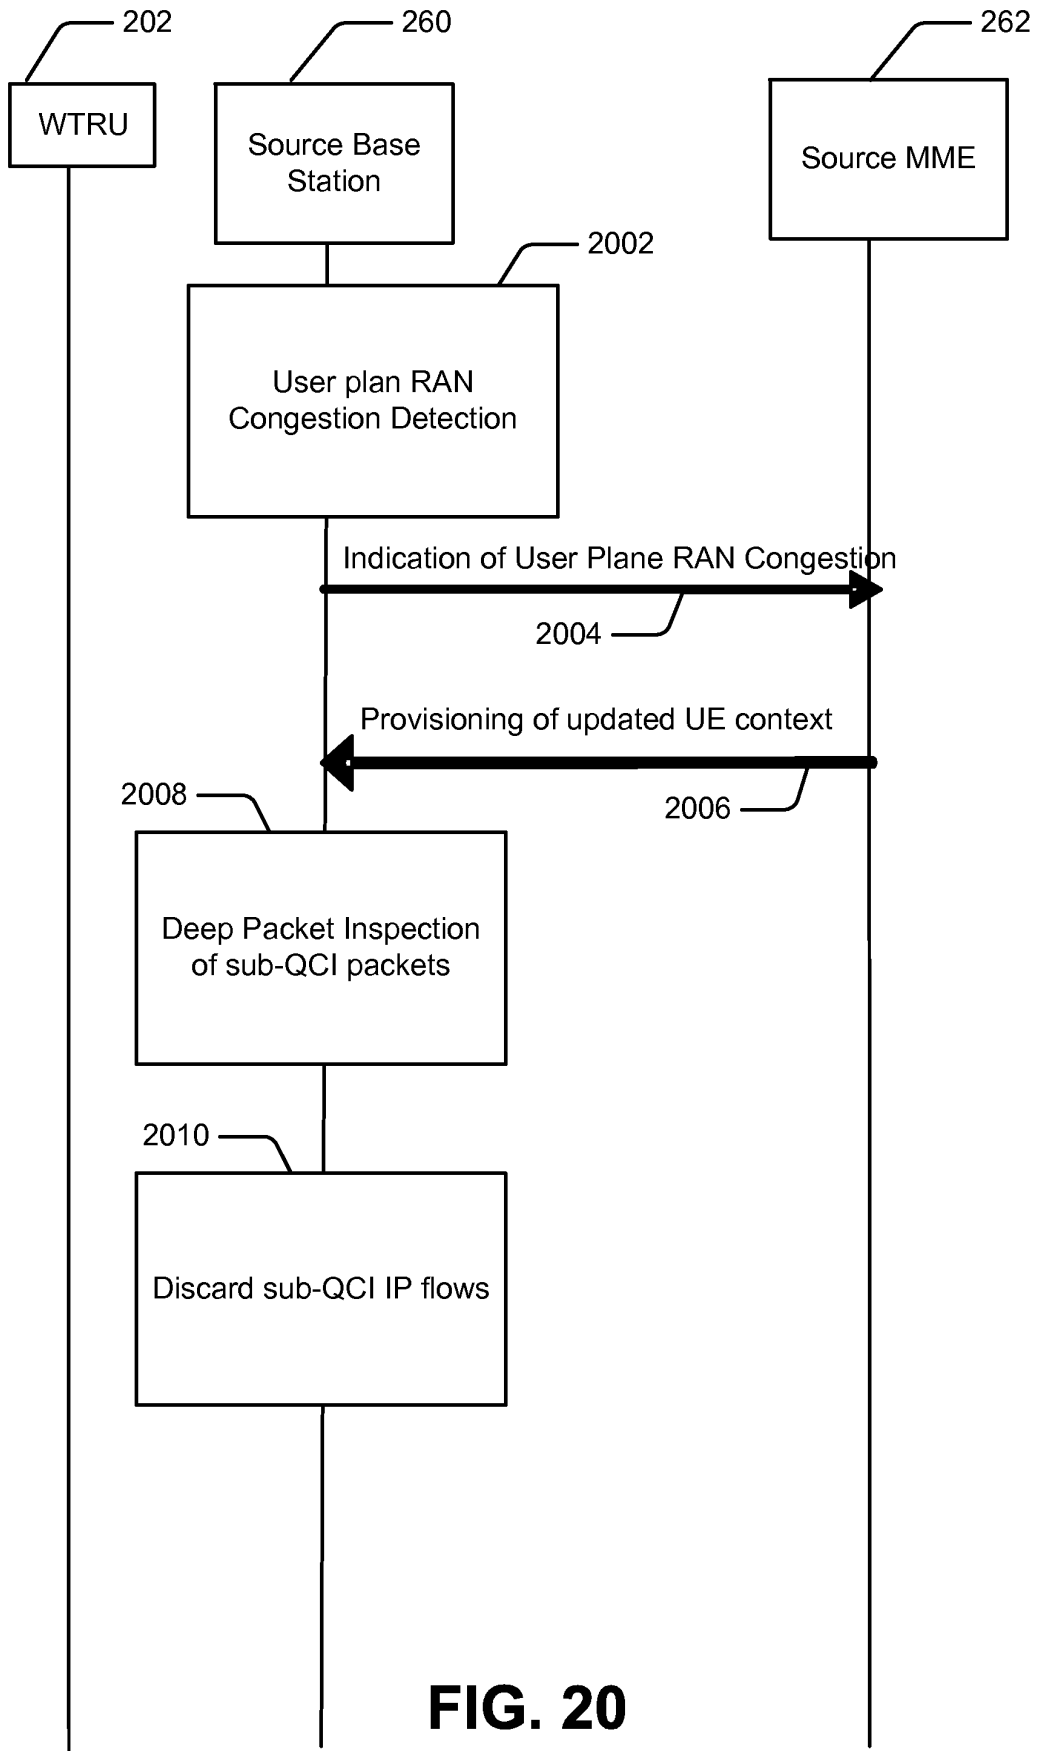 202
260
262
WTRU
Source Base
Station
Source MME
2002
User plan RAN
Congestion Detection
Indication of User Plane RAN Congestion
2004
Provisioning of updated UE context
2008
2006
Deep Packet Inspection
of sub-QCI packets
2010
Discard sub-QCI IP flows
FIG. 20